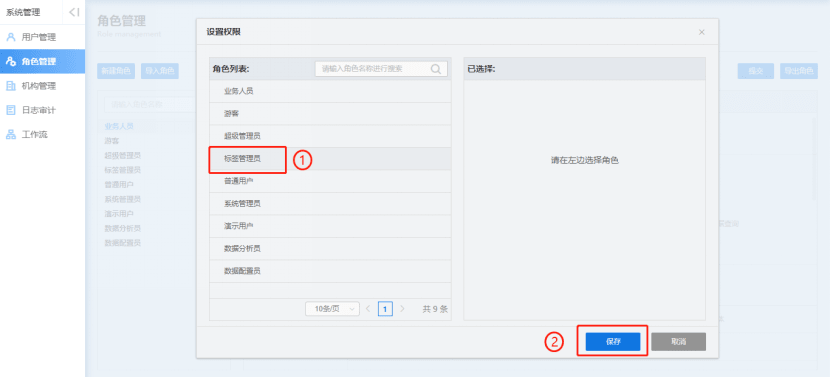 系统管理
用户管理
角色管理
机构管理
日志审计
工作流
角色管理
Role management
新建角色
导入角色
提交
导出角色
业务人员
游客
超级管理员
标签管理员
普通用户
系统管理员
演示用户
数据分析员
数据配置员
设置权限
角色列表：
请输入角色名称进行搜索
业务人员
游客
超级管理员
标签管理员
①
普通用户
系统管理员
演示用户
数据分析员
数据配置员
10条/页
1
共 9 条
已选择：
请在左边选择角色
②
保存
取消